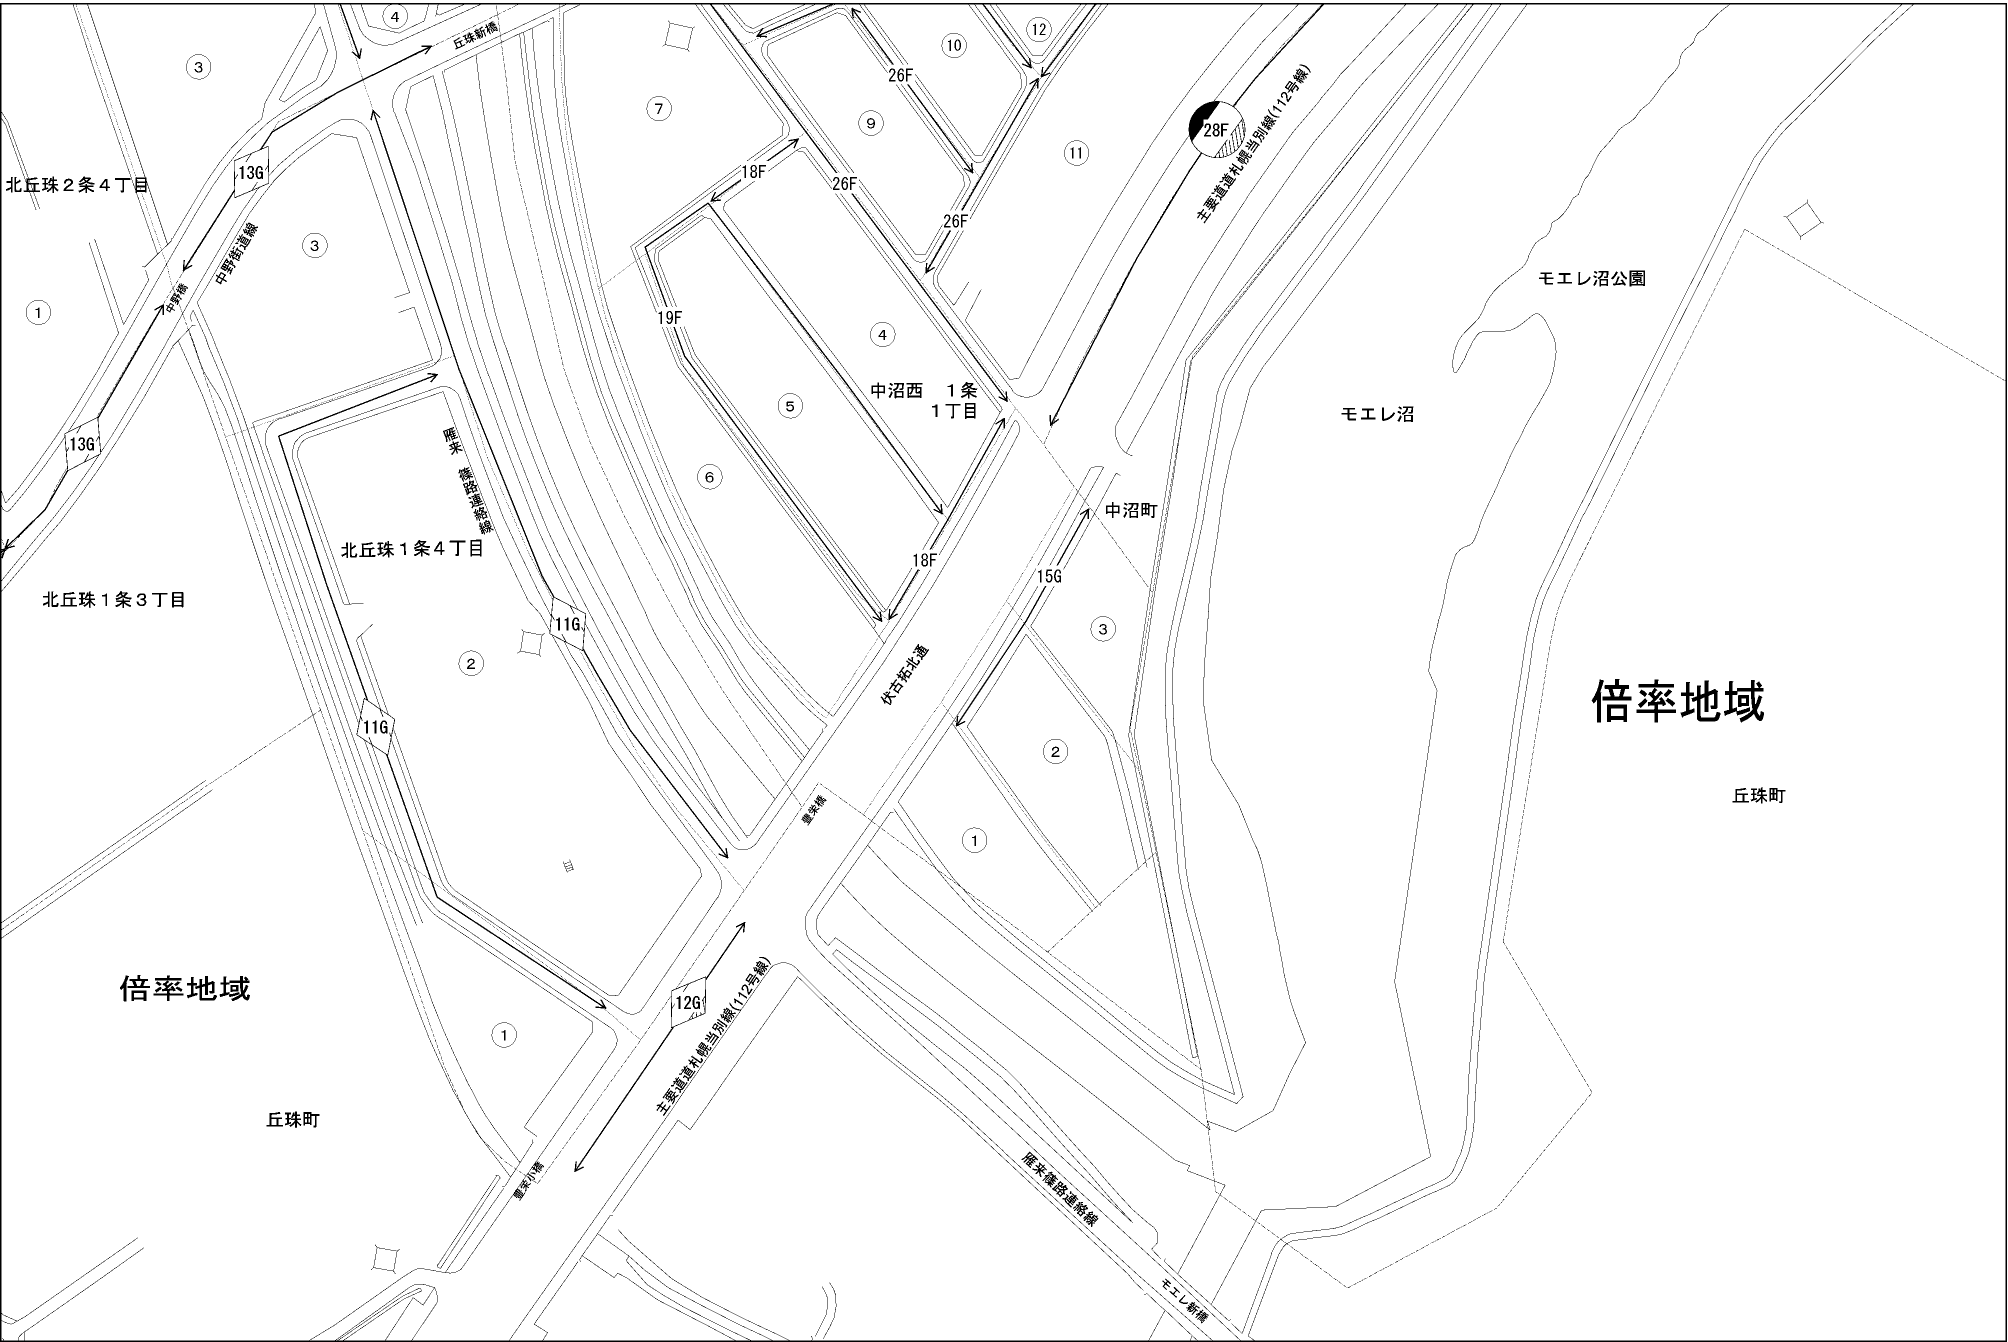 ④
丘珠新橋
③
⑩
⑫
26F
⑦
⑨
28F
主要道道札幌当別線(112号線)
⑪
13G
北丘珠２条４丁目
18F
26F
26F
③
中野街道線
中野橋
①
モエレ沼公園
19F
④
中沼西　１条
１丁目
⑤
モエレ沼
13G
雁来　篠路連絡線
⑥
中沼町
北丘珠１条４丁目
18F
15G
北丘珠１条３丁目
11G
③
②
伏古拓北通
倍率地域
11G
②
丘珠町
豊栄橋
①
倍率地域
12G
主要道道札幌当別線(112号線)
①
丘珠町
豊栄小橋
雁来篠路連絡線
モエレ新橋